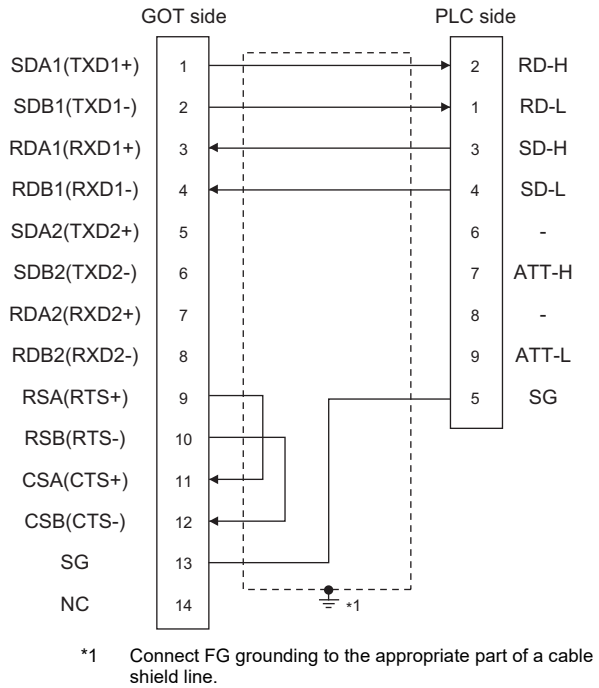 GOT side PLC side
SDA1(TXD1+) 1 2 RD-H
SDB1(TXD1-) 2 1 RD-L
RDA1(RXD1+) 3 3 SD-H
RDB1(RXD1-) 4 4 SD-L
SDA2(TXD2+) 5 6 -
SDB2(TXD2-) 6 7 ATT-H
RDA2(RXD2+) 7 8 -
RDB2(RXD2-) 8 9 ATT-L
RSA(RTS+) 9 5 SG
RSB(RTS-) 10
CSA(CTS+) 11
CSB(CTS-) 12
SG 13
NC 14 *1
*1 Connect FG grounding to the appropriate part of a cable
shield line.